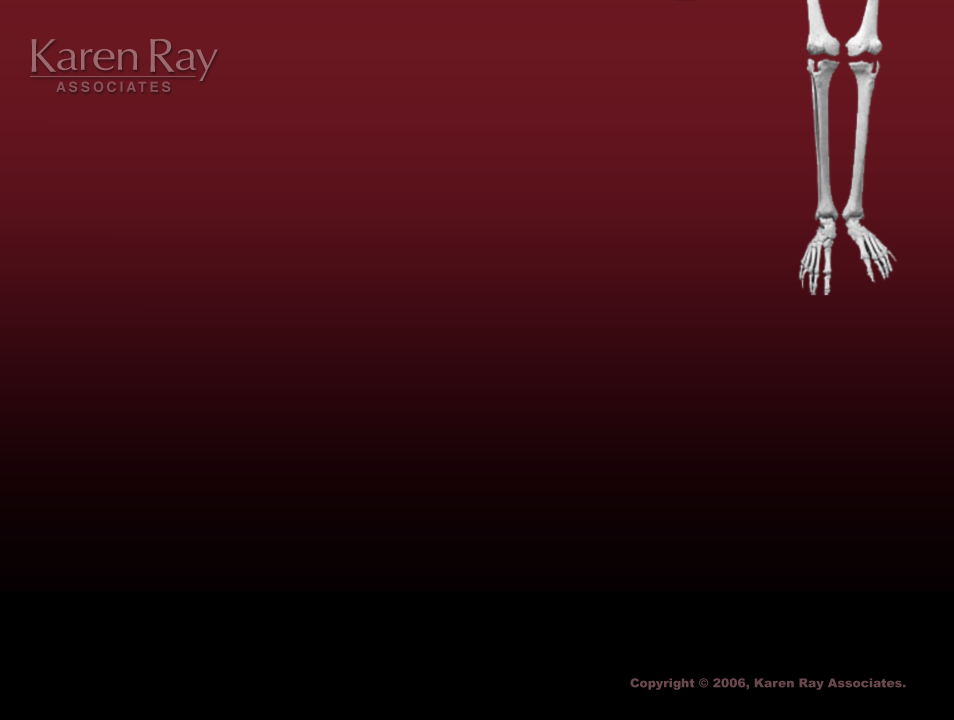 Karen Ray
ASSOCIATES
Copyright © 2006, Karen Ray Associates.